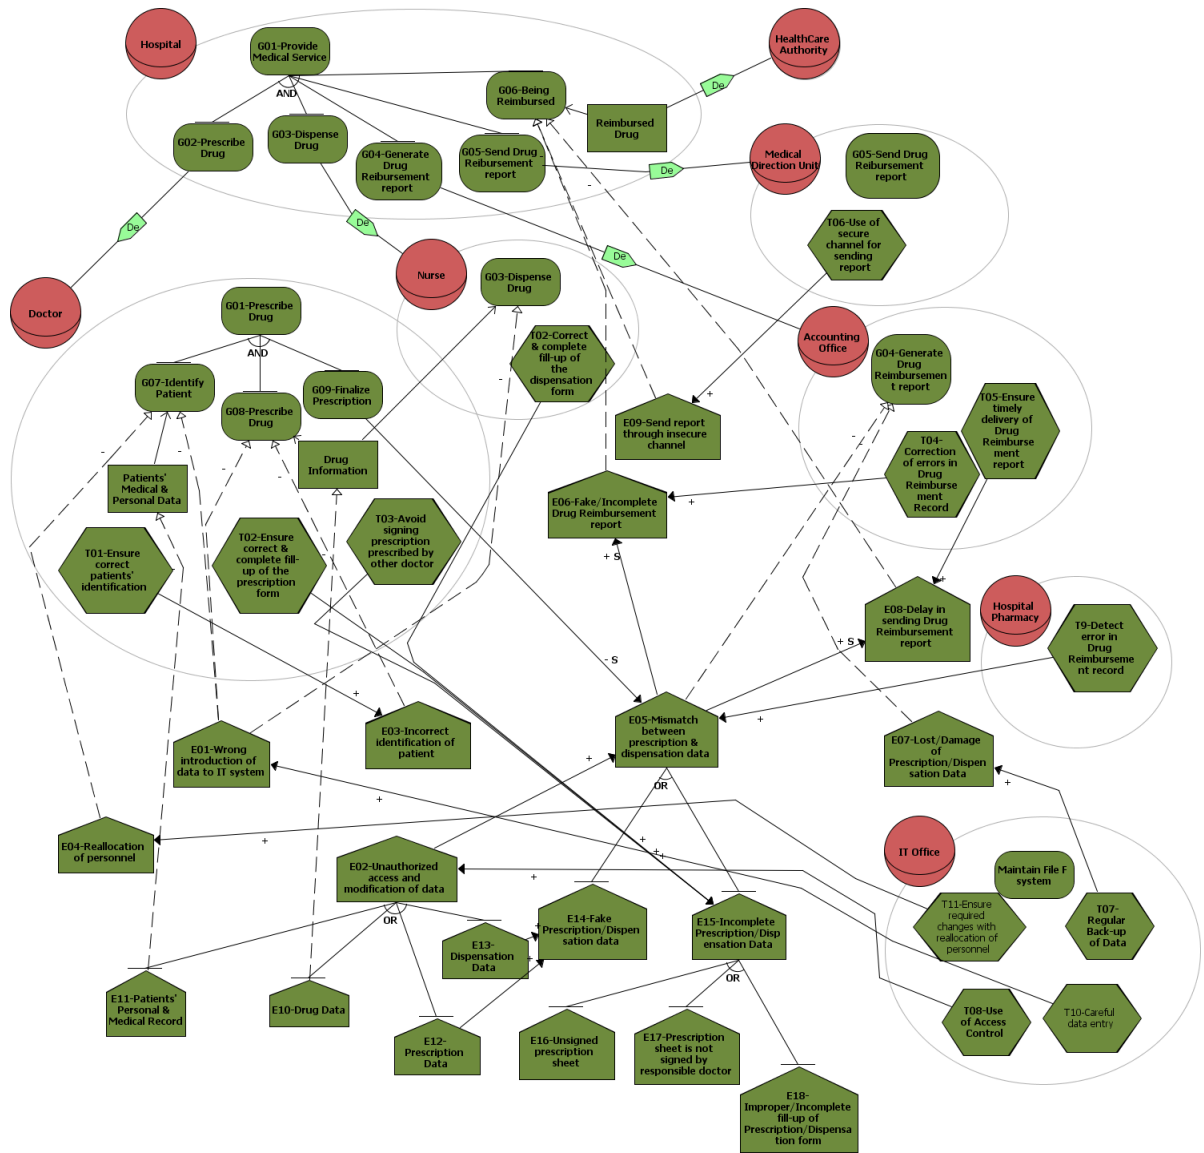 Hospital
G01-Provide
Medical Service
HealthCare
Authority
AND
G06-Being
Reimbursed
De
Reimbursed
Drug
G02-Prescribe
Drug
G03-Dispense
Drug
G04-Generate
Drug
Reibursement
report
G05-Send Drug
Reibursement
report
De
Medical
Direction Unit
G05-Send Drug
Reibursement
report
-
-
-
De
De
De
T06-Use of
secure
channel for
sending
report
Nurse
G03-Dispense
Drug
Doctor
G01-Prescribe
Drug
AND
T02-Correct
& complete
fill-up of
the
dispensation
form
-
Accounting
Office
G04-Generate
Drug
Reimbursemen
t report
G07-Identify
Patient
G09-Finalize
Prescription
G08-Prescribe
Drug
+
E09-Send report
through insecure
channel
T05-Ensure
timely
delivery of
Drug
Reimburse
ment
report
T04-
Correction
of errors in
Drug
Reimburse
ment
Record
-
-
-
-
-
-
-
Drug
Information
Patients'
Medical &
Personal Data
E06-Fake/Incomplete
Drug Reimbursement
report
+
T01-Ensure
correct
patients'
identification
T02-Ensure
correct &
complete fill-
up of the
prescription
form
T03-Avoid
signing
prescription
prescribed by
other doctor
-
-
+ S
+
E08-Delay in
sending Drug
Reimbursement
report
+ S
Hospital
Pharmacy
T9-Detect
error in
Drug
Reimburseme
nt record
- S
+
E01-Wrong
introduction of
data to IT system
E03-Incorrect
identification of
patient
E05-Mismatch
between
prescription &
dispensation data
+
E07-Lost/Damage
of
Prescription/Dispen
sation Data
+
+
+
OR
E04-Reallocation
of personnel
+
E02-Unauthorized
access and
modification of data
+
+
+
+
IT Office
Maintain File F
system
T11-Ensure
required
changes with
reallocation of
personnel
T07-
Regular
Back-up
of Data
OR
E14-Fake
Prescription/Dispen
sation data
E15-Incomplete
Prescription/Disp
ensation Data
E13-
Dispensation
Data
+
+
OR
E11-Patients'
Personal &
Medical Record
E10-Drug Data
E12-
Prescription
Data
E16-Unsigned
prescription
sheet
E17-Prescription
sheet is not
signed by
responsible doctor
T08-Use
of Access
Control
T10-Careful
data entry
E18-
Improper/Incomplete
fill-up of
Prescription/Dispensa
tion form